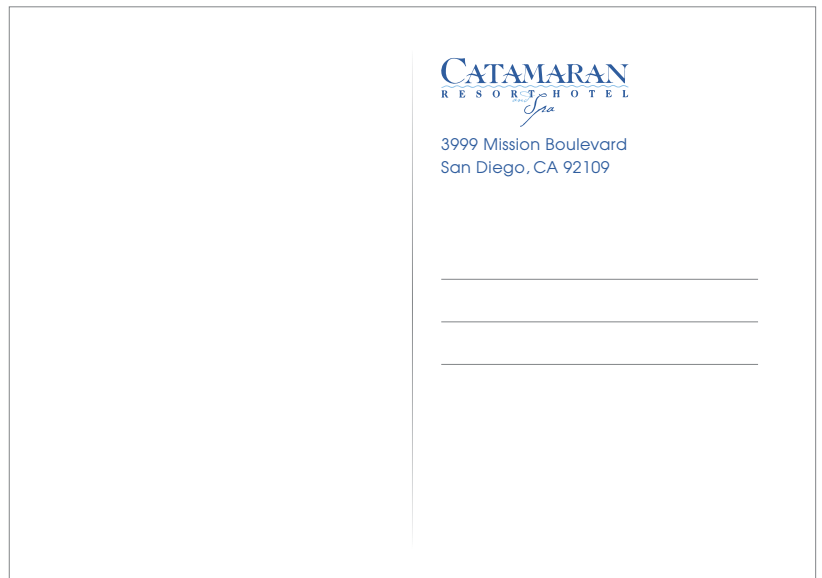 CATAMARAN
RESORT HOTEL
and Spa
3999 Mission Boulevard
San Diego, CA 92109